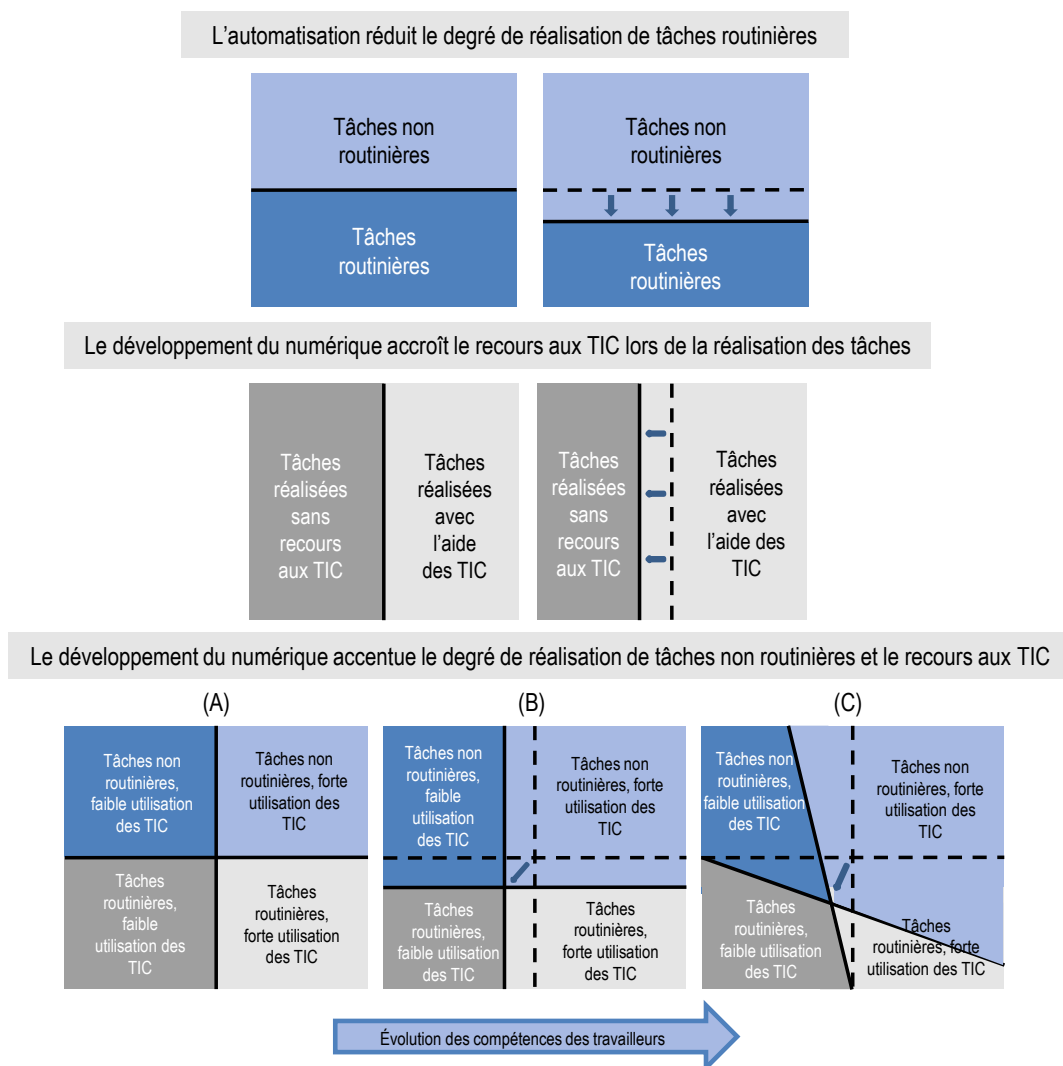 L'automatisation réduit le degré de réalisation de tâches routinières
Tâches non
routinières
Tâches
routinières
Tâches non
routinières
Tâches
routinières
Le développement du numérique accroît le recours aux TIC lors de la réalisation des tâches
Tâches
réalisées
sans
recours
aux TIC
Tâches
réalisées
avec
l'aide
des TIC
Tâches
réalisées
sans
recours
aux TIC
Tâches
réalisées
avec
l'aide des
TIC
Le développement du numérique accentue le degré de réalisation de tâches non routinières et le recours aux TIC
(A)
Tâches non
routinières,
faible utilisation
des TIC
Tâches non
routinières, forte
utilisation des
TIC
Tâches
routinières,
faible
utilisation des
TIC
Tâches
routinières,
forte utilisation
des TIC
(B)
Tâches non
routinières,
faible
utilisation
des TIC
Tâches non
routinières, forte
utilisation des
TIC
Tâches
routinières,
faible utilisation
des TIC
Tâches
routinières,
forte utilisation
des TIC
(C)
Tâches non
routinières,
faible utilisation
des TIC
Tâches non
routinières, forte
utilisation des
TIC
Tâches
routinières,
faible utilisation
des TIC
Tâches
routinières, forte
utilisation des TIC
Évolution des compétences des travailleurs